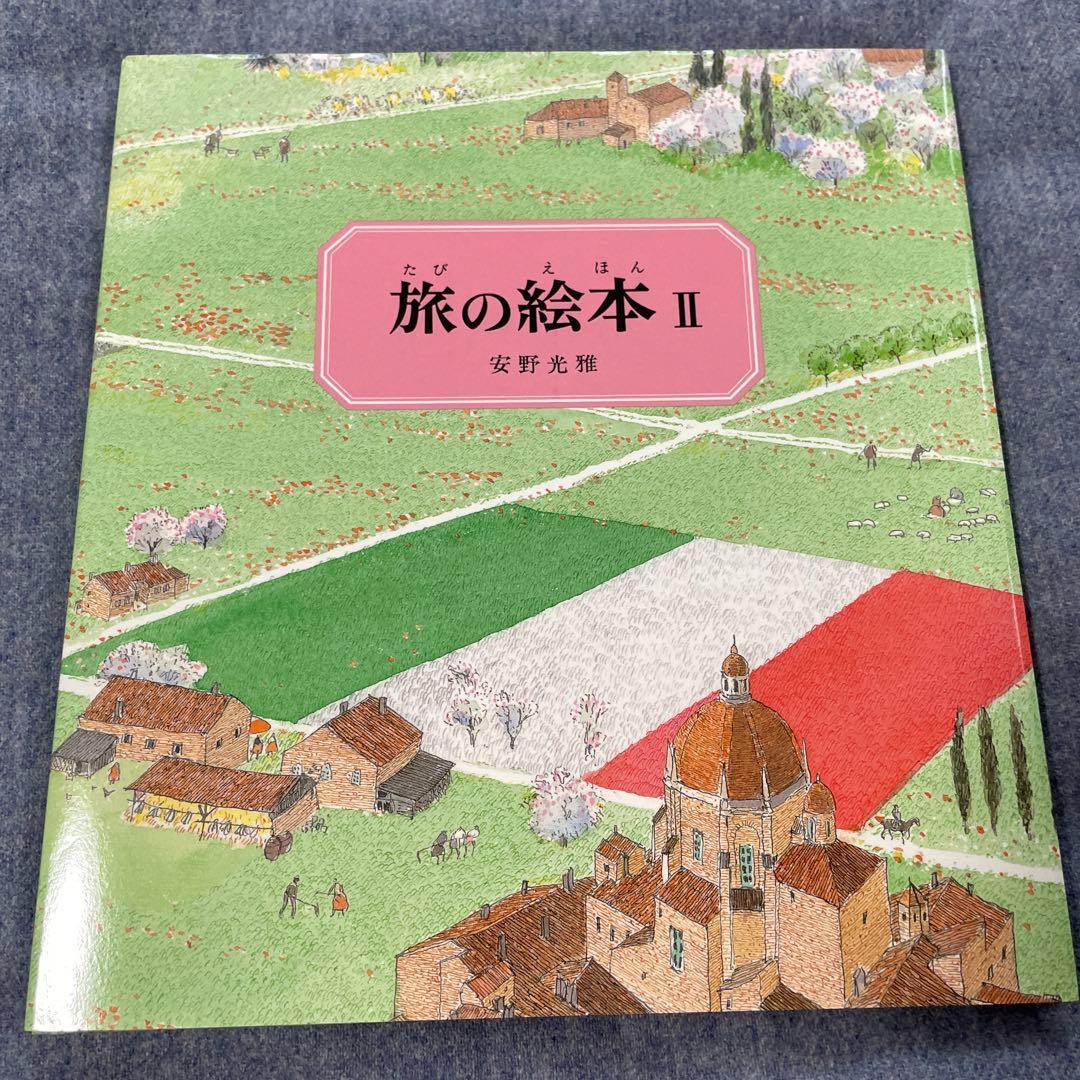 たび えほん
旅の絵本 II
安野光雅